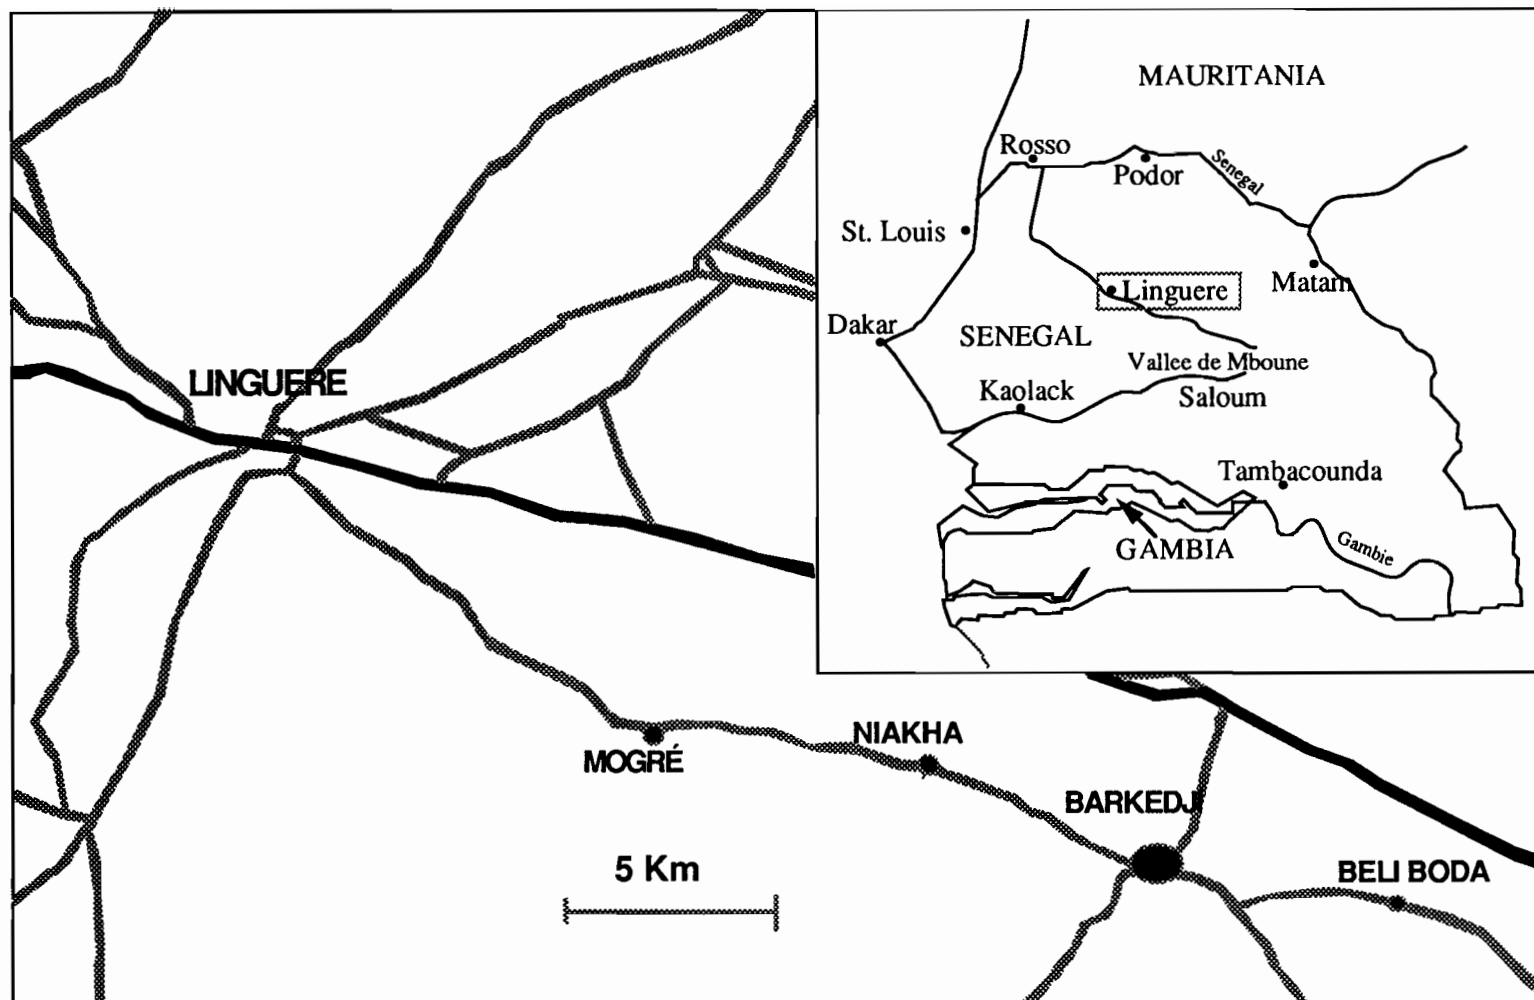 MAURITANIA
Rosso
Podor
Senegal
St. Louis
Linguere
Matam
Dakar
SENEGAL
Vallee de Mboune
Kaolack
Saloum
Tambacounda
GAMBIA
Gambie
LINGUERE
MOGRÉ
NIAKHA
BARKEDJI
BELI BODA
5 Km